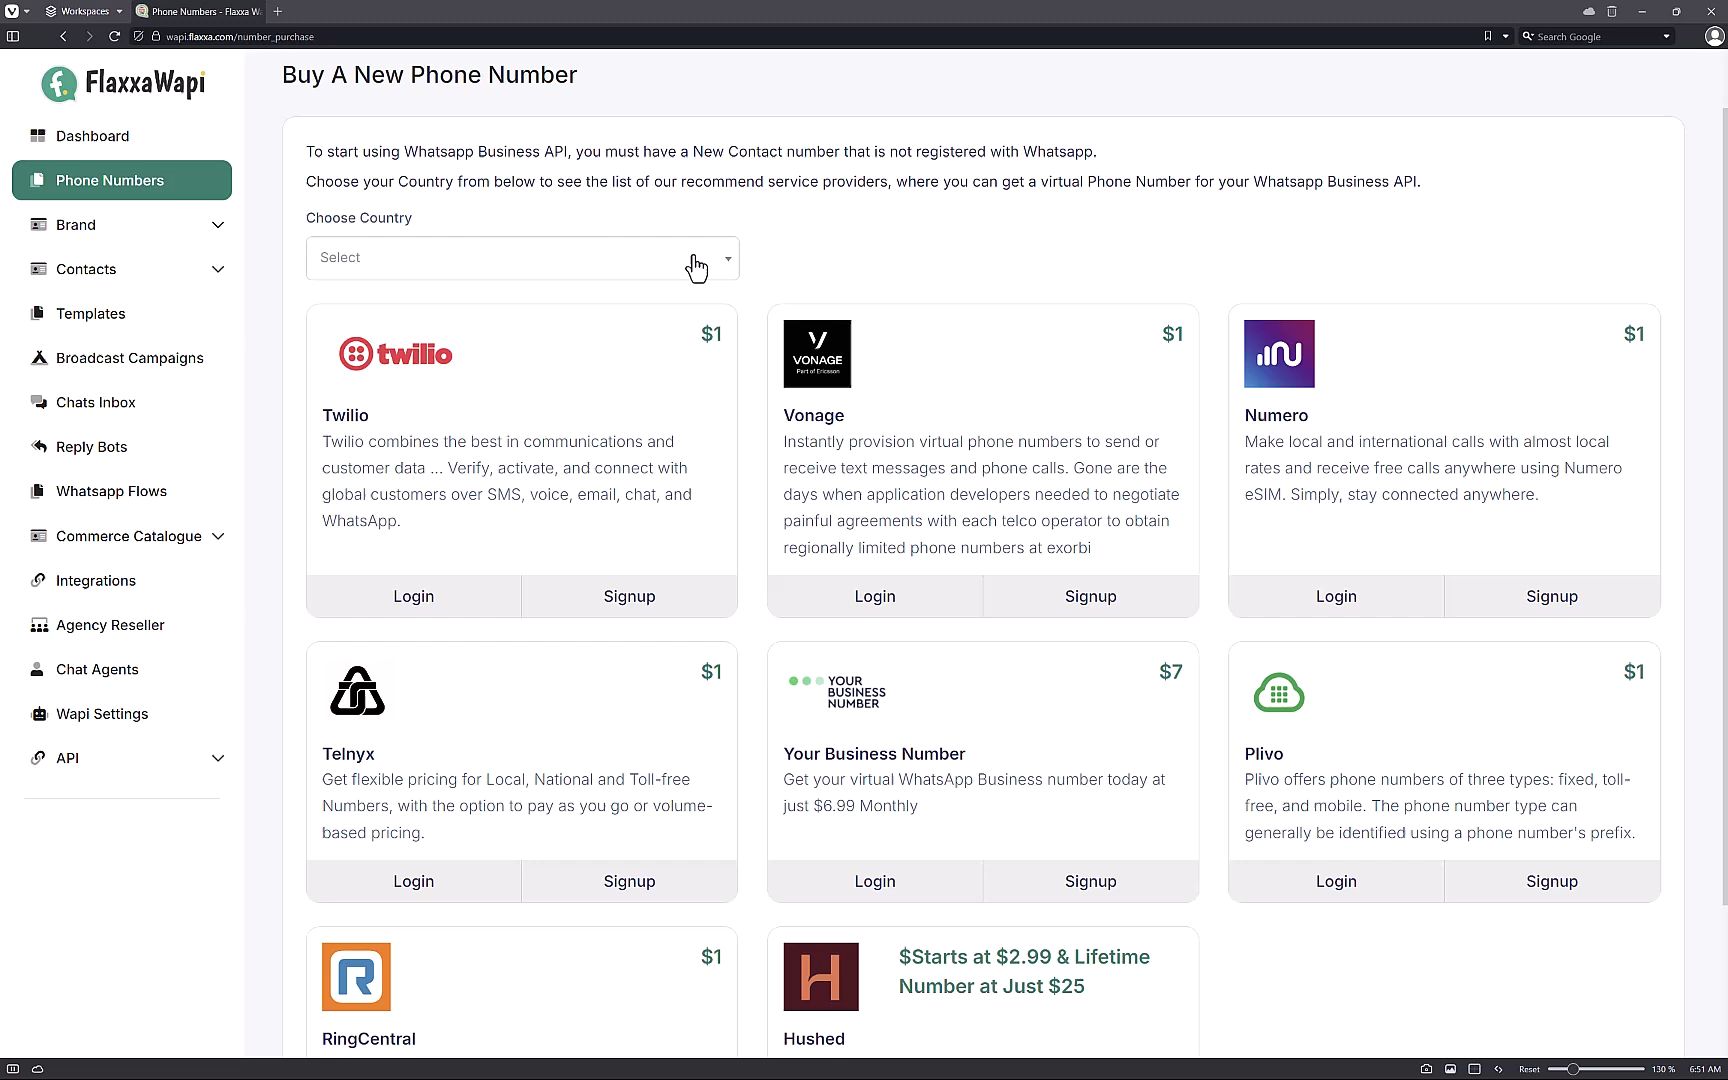 Workspaces
Phone Numbers - Flaxxa W
wapi.flaxxa.com/number_purchase
Search Google
FlaxxaWapi
Dashboard
Phone Numbers
Brand
Contacts
Templates
Broadcast Campaigns
Chats Inbox
Reply Bots
Whatsapp Flows
Commerce Catalogue
Integrations
Agency Reseller
Chat Agents
Wapi Settings
API
Buy A New Phone Number
To start using Whatsapp Business API, you must have a New Contact number that is not registered with Whatsapp.
Choose your Country from below to see the list of our recommend service providers, where you can get a virtual Phone Number for your Whatsapp Business API.
Choose Country
Select
twilio
$1
Twilio
Twilio combines the best in communications and
customer data ... Verify, activate, and connect with
global customers over SMS, voice, email, chat, and
WhatsApp.
Login
Signup
VONAGE
Part of Ericsson
$1
Vonage
Instantly provision virtual phone numbers to send or
receive text messages and phone calls. Gone are the
days when application developers needed to negotiate
painful agreements with each telco operator to obtain
regionally limited phone numbers at exorbi
Login
Signup
$1
Numero
Make local and international calls with almost local
rates and receive free calls anywhere using Numero
eSIM. Simply, stay connected anywhere.
Login
Signup
$1
Telnyx
Get flexible pricing for Local, National and Toll-free
Numbers, with the option to pay as you go or volume-
based pricing.
Login
Signup
YOUR
BUSINESS
NUMBER
$7
Your Business Number
Get your virtual WhatsApp Business number today at
just $6.99 Monthly
Login
Signup
$1
Plivo
Plivo offers phone numbers of three types: fixed, toll-
free, and mobile. The phone number type can
generally be identified using a phone number's prefix.
Login
Signup
R
$1
RingCentral
H
$Starts at $2.99 & Lifetime
Number at Just $25
Hushed
Reset
130 %
6:51 AM